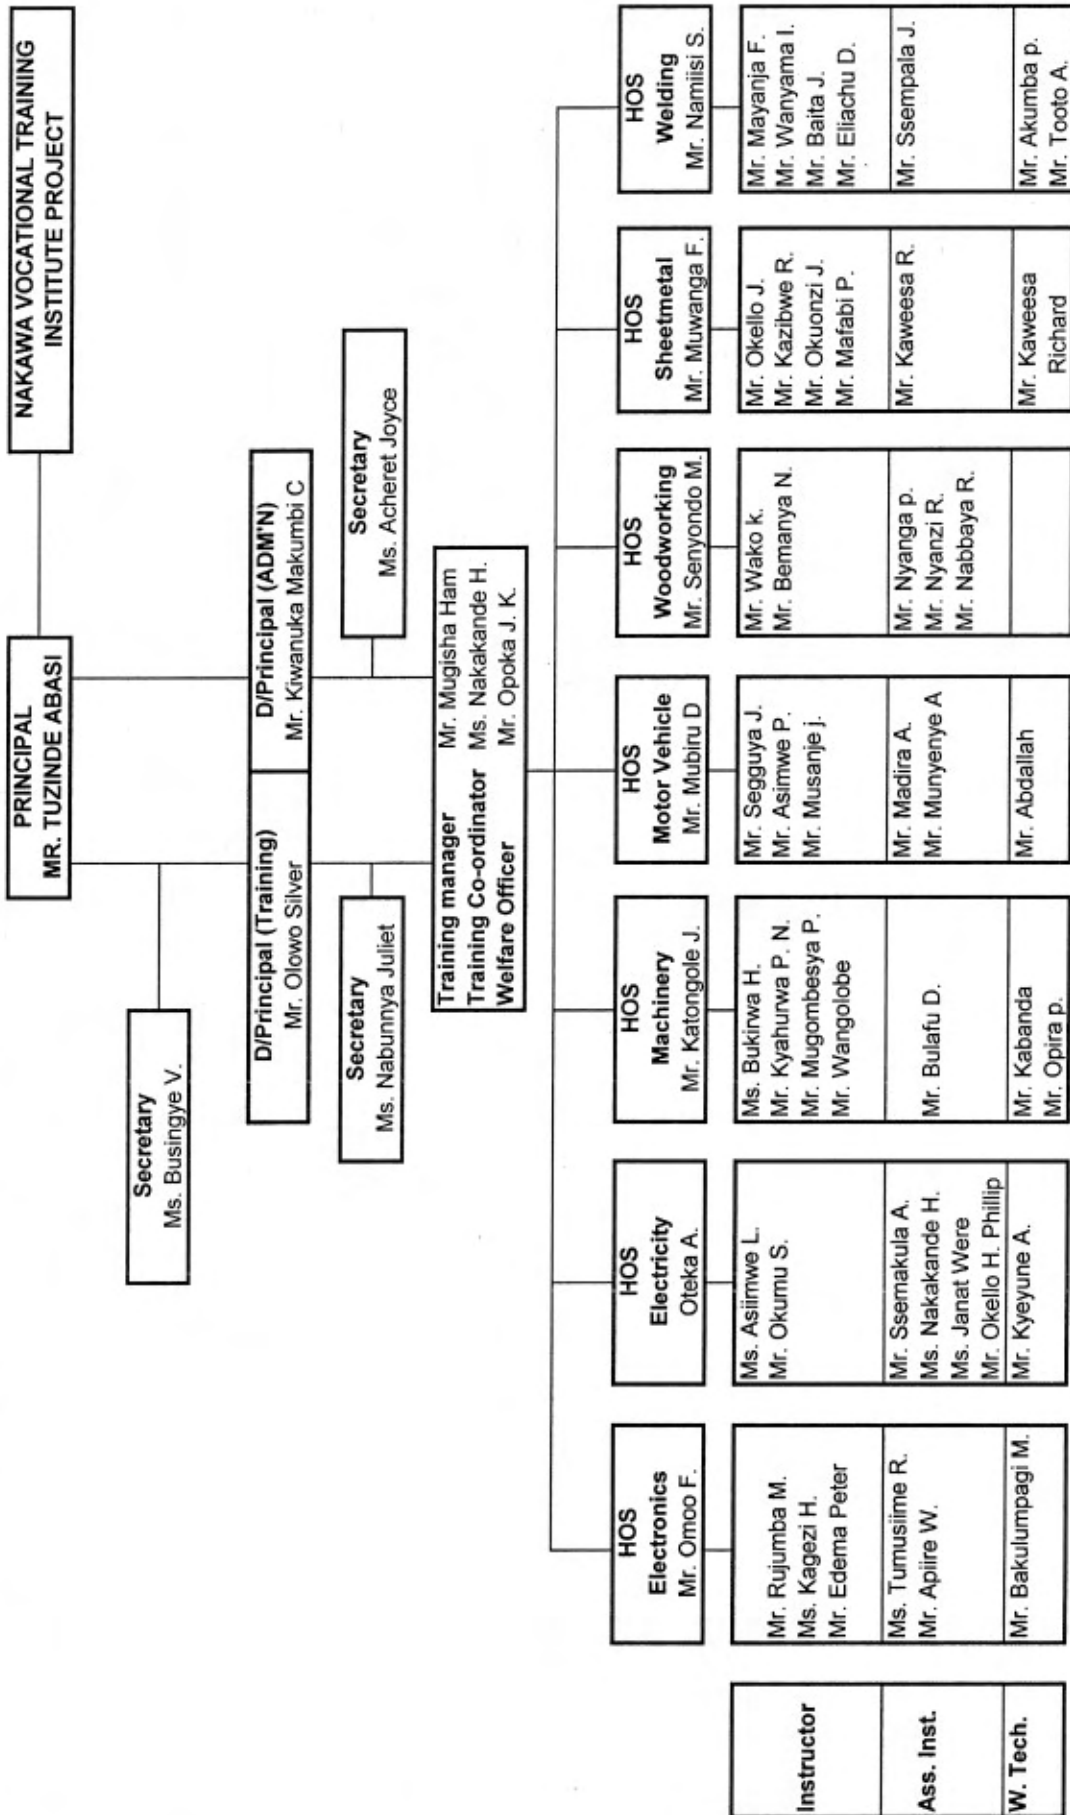 NAKAWA VOCATIONAL TRAINING
INSTITUTE PROJECT
PRINCIPAL
MR. TUZINDE ABASI
Secretary
Ms. Busingye V.
D/Principal (Training)
Mr. Olowo Silver
D/Principal (ADM'N)
Mr. Kiwanuka Makumbi C
Secretary
Ms. Nabunnya Juliet
Secretary
Ms. Acheret Joyce
Training manager Mr. Mugisha Ham
Training Co-ordinator Ms. Nakakande H.
Welfare Officer Mr. Opoka J. K.
HOS
Electronics
Mr. Omoo F.
HOS
Electricity
Oteka A.
HOS
Machinery
Mr. Katongole J.
HOS
Motor Vehicle
Mr. Mubiru D
HOS
Woodworking
Mr. Senyondo M.
HOS
Sheetmetal
Mr. Muwanga F.
HOS
Welding
Mr. Namiisi S.
Instructor
Mr. Rujumba M.
Ms. Kagezi H.
Mr. Edema Peter
Ms. Asiimwe L.
Mr. Okumu S.
Ms. Bukirwa H.
Mr. Kyahurwa P. N.
Mr. Mugombesya P.
Mr. Wangolobe
Mr. Segguya J.
Mr. Asimwe P.
Mr. Musanje j.
Mr. Wako k.
Mr. Bemanya N.
Mr. Okello J.
Mr. Kazibwe R.
Mr. Okuonzi J.
Mr. Mafabi P.
Mr. Mayanja F.
Mr. Wanyama I.
Mr. Baita J.
Mr. Eliachu D.
Ass. Inst.
Ms. Tumusiime R.
Mr. Apiire W.
Mr. Ssemakula A.
Ms. Nakakande H.
Ms. Janat Were
Mr. Okello H. Phillip
Mr. Bulafu D.
Mr. Madira A.
Mr. Munyenye A
Mr. Nyanga p.
Mr. Nyanzi R.
Mr. Nabbaya R.
Mr. Kaweesa R.
Mr. Ssempala J.
W. Tech.
Mr. Bakulumpagi M.
Mr. Kyeyune A.
Mr. Kabanda
Mr. Opira p.
Mr. Abdallah
Mr. Kaweesa
Richard
Mr. Akumba p.
Mr. Tooto A.